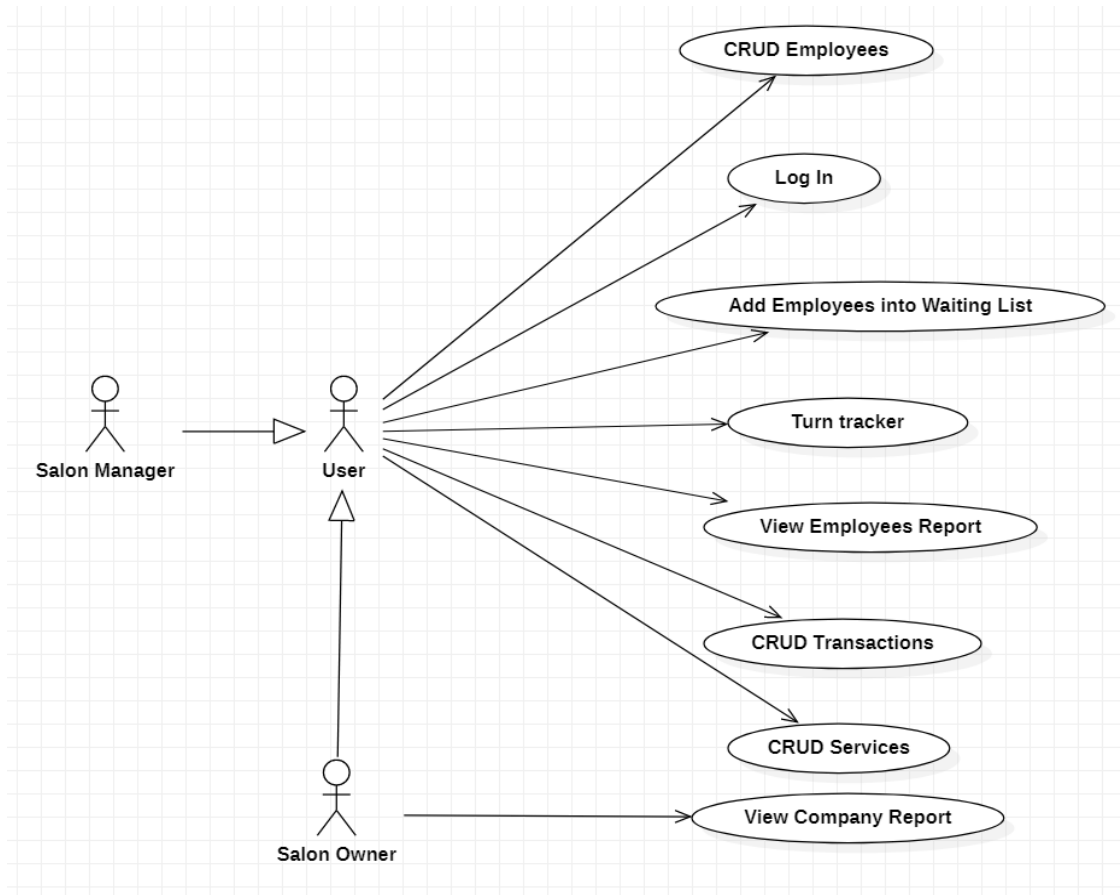 CRUD Employees
Log In
Add Employees into Waiting List
Turn tracker
Salon Manager
User
View Employees Report
CRUD Transactions
CRUD Services
View Company Report
Salon Owner